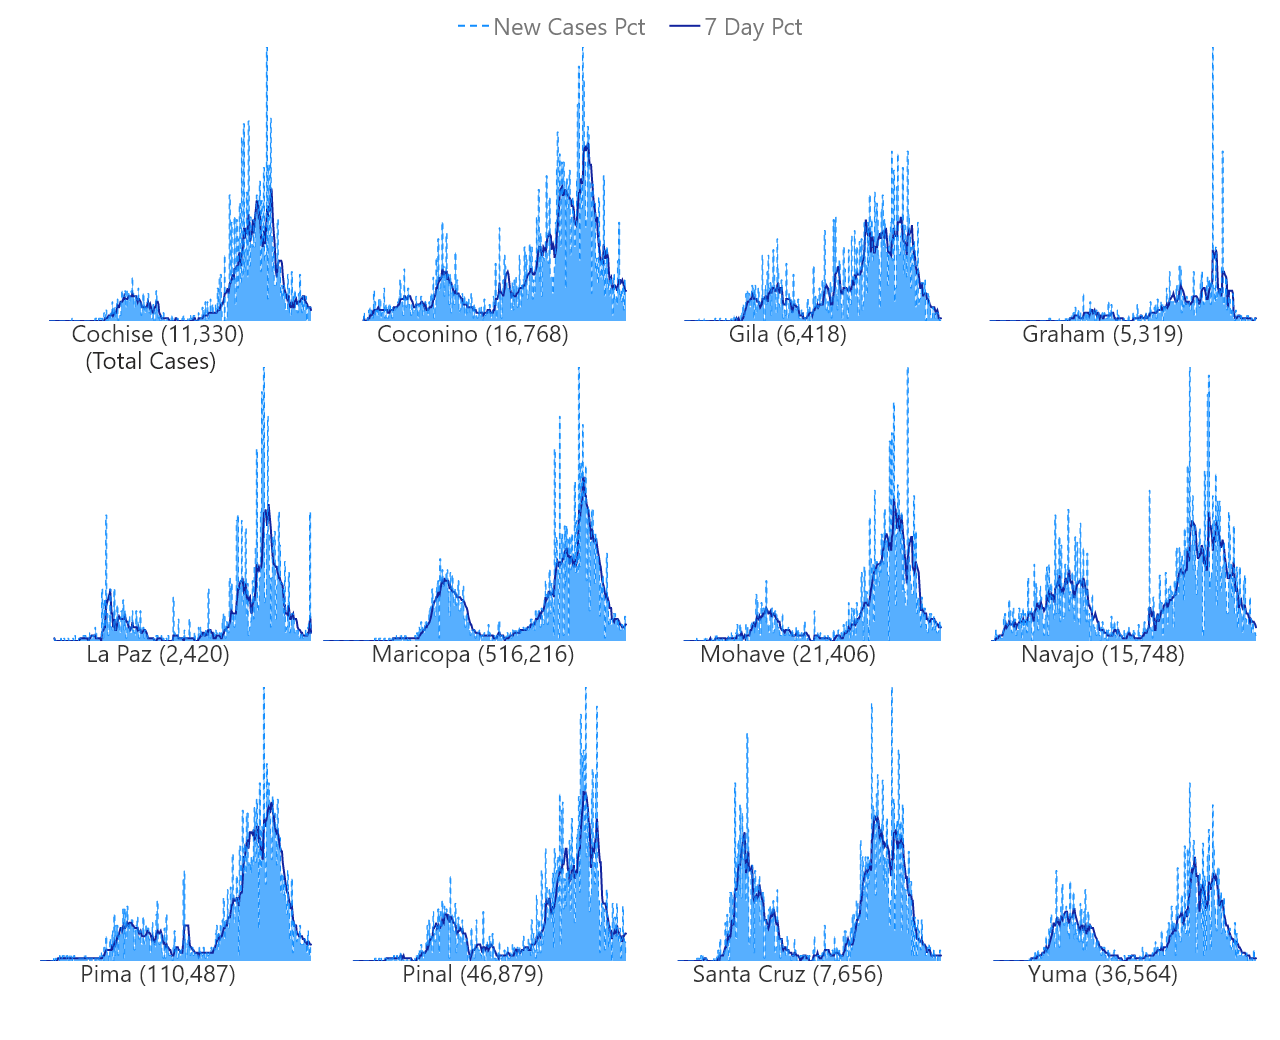 New Cases Pct 7 Day Pct
Cochise (11,330) Coconino (16,768) Gila (6,418) Graham (5,319)
(Total Cases)
La Paz (2,420) Maricopa (516,216) Mohave (21,406) Navajo (15,748)
Pima (110,487) Pinal (46,879) Santa Cruz (7,656) Yuma (36,564)